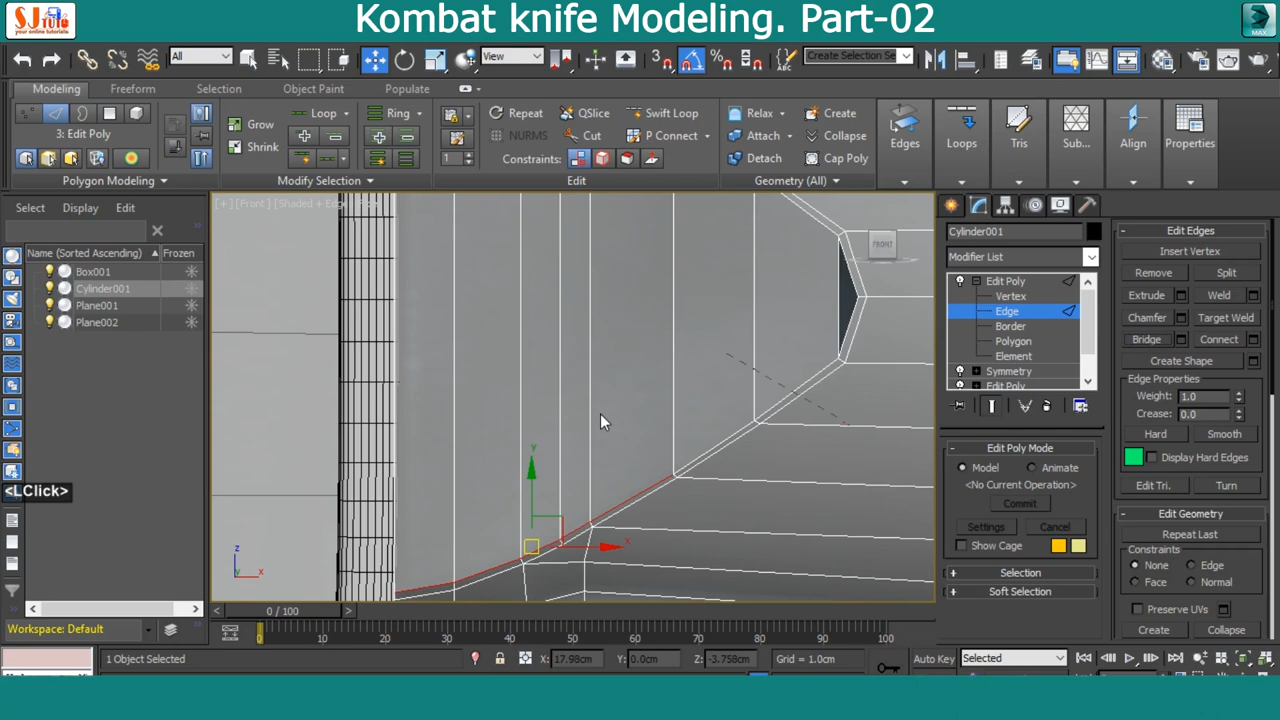 SJ TUTO
[ Your online tutorials ]
Kombat knife Modeling. Part-02
MAX
All
View
3
Create Selection Se
Modeling
Freeform
Selection
Object Paint
Populate
3: Edit Poly
Polygon Modeling
Grow
Shrink
Loop
Ring
Modify Selection
1
Repeat
QSlice
Swift Loop
NURMS
Cut
P Connect
Constraints:
Edit
Relax
Create
Attach
Collapse
Detach
Cap Poly
Geometry (All)
Edges
Loops
Tris
Sub...
Align
Properties
Select
Display
Edit
Name (Sorted Ascending)
Frozen
Box001
Cylinder001
Plane001
Plane002
<LClick>
Workspace: Default
FRONT
y
x
z
x
Cylinder001
Modifier List
Edit Poly
Vertex
Edge
Border
Polygon
Element
Symmetry
Edit Poly
Edit Poly Mode
Model
Animate
<No Current Operation>
Commit
Settings
Cancel
Show Cage
Selection
Soft Selection
Edit Edges
Insert Vertex
Remove
Split
Extrude
Weld
Chamfer
Target Weld
Bridge
Connect
Create Shape
Edge Properties
Weight: 1.0
Crease: 0.0
Hard
Smooth
Display Hard Edges
Edit Tri.
Turn
Edit Geometry
Repeat Last
Constraints
None
Edge
Face
Normal
Preserve UVs
Create
Collapse
0 / 100
0 10 20 30 40 50 60 70 80 90 100
1 Object Selected
X: 17.98cm
Y: 0.0cm
Z: -3.758cm
Grid = 1.0cm
Auto Key
Selected